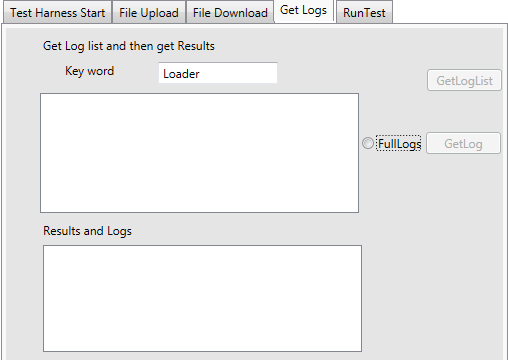 Test Harness Start File Upload File Download Get Logs RunTest
Get Log list and then get Results
Key word Loader
GetLogList
FullLogs GetLog
Results and Logs